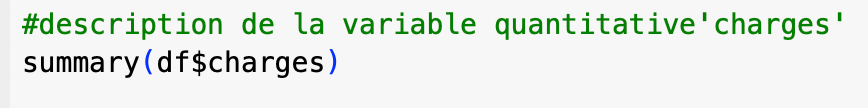 #description de la variable quantitative'charges'
summary(df$charges)